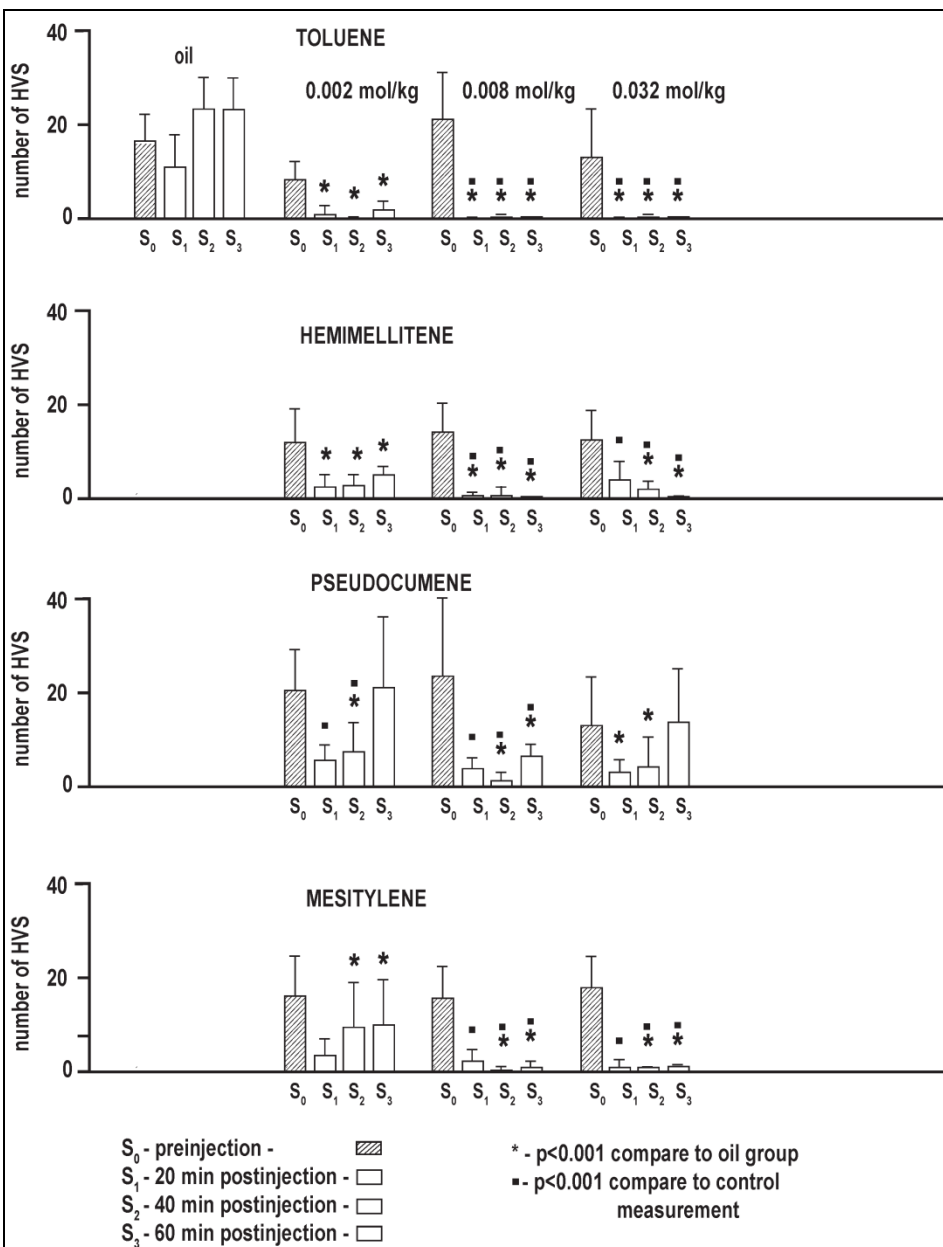 TOLUENE
oil
0.002 mol/kg 0.008 mol/kg 0.032 mol/kg
number of HVS
40
20
0
* * * ▪* ▪* ▪* ▪* ▪* ▪*
S0 S1 S2 S3 S0 S1 S2 S3 S0 S1 S2 S3 S0 S1 S2 S3
HEMIMELLITENE
number of HVS
40
20
0
* * * ▪* ▪* ▪* ▪ ▪* ▪*
S0 S1 S2 S3 S0 S1 S2 S3 S0 S1 S2 S3
PSEUDOCUMENE
number of HVS
40
20
0
▪ ▪* ▪ ▪* ▪* * *
S0 S1 S2 S3 S0 S1 S2 S3 S0 S1 S2 S3
MESITYLENE
number of HVS
40
20
0
* * ▪ ▪* ▪* ▪ ▪* ▪*
S0 S1 S2 S3 S0 S1 S2 S3 S0 S1 S2 S3
S0 - preinjection -
S1 - 20 min postinjection -
S2 - 40 min postinjection -
S3 - 60 min postinjection -
* - p<0.001 compare to oil group
▪- p<0.001 compare to control
measurement